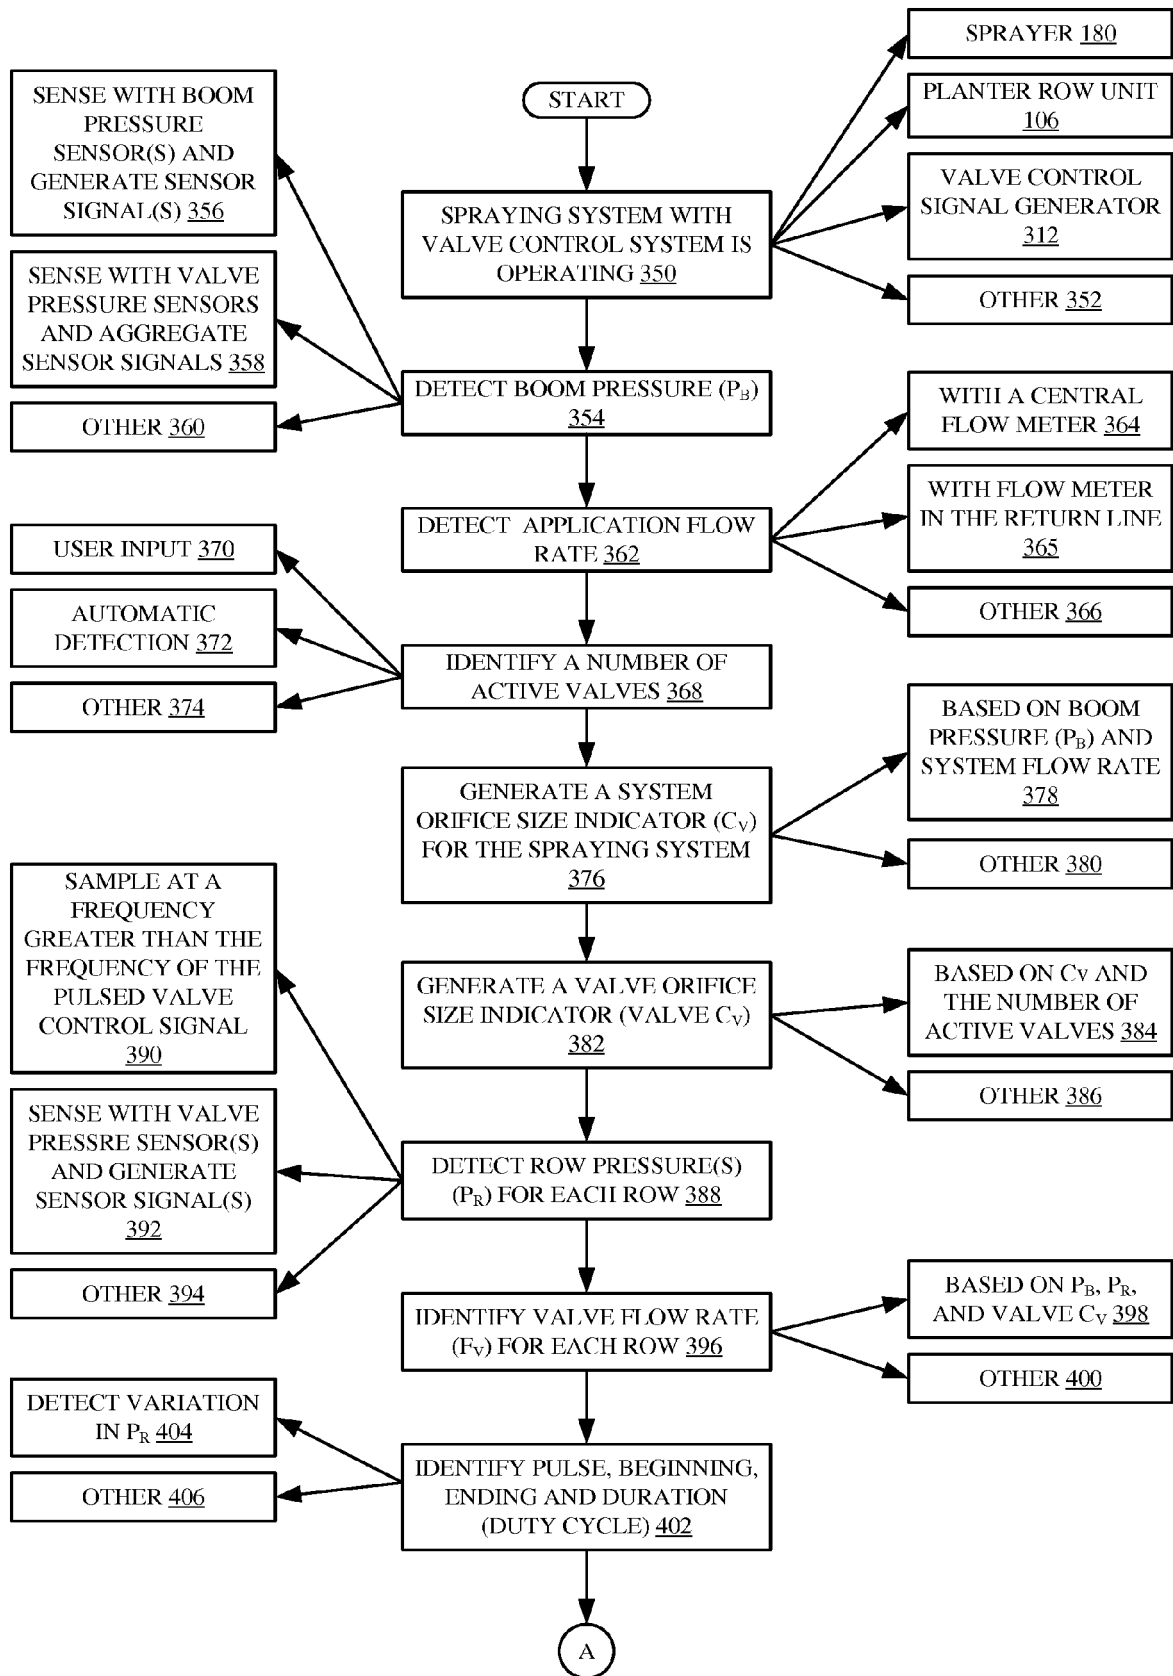 START
SPRAYING SYSTEM WITH
VALVE CONTROL SYSTEM IS
OPERATING 350
SPRAYER 180
PLANTER ROW UNIT
106
VALVE CONTROL
SIGNAL GENERATOR
312
OTHER 352
DETECT BOOM PRESSURE (PB)
354
SENSE WITH BOOM
PRESSURE
SENSOR(S) AND
GENERATE SENSOR
SIGNAL(S) 356
SENSE WITH VALVE
PRESSURE SENSORS
AND AGGREGATE
SENSOR SIGNALS 358
OTHER 360
DETECT APPLICATION FLOW
RATE 362
WITH A CENTRAL
FLOW METER 364
WITH FLOW METER
IN THE RETURN LINE
365
OTHER 366
IDENTIFY A NUMBER OF
ACTIVE VALVES 368
USER INPUT 370
AUTOMATIC
DETECTION 372
OTHER 374
GENERATE A SYSTEM
ORIFICE SIZE INDICATOR (CV)
FOR THE SPRAYING SYSTEM
376
BASED ON BOOM
PRESSURE (PB) AND
SYSTEM FLOW RATE
378
OTHER 380
GENERATE A VALVE ORIFICE
SIZE INDICATOR (VALVE CV)
382
BASED ON CV AND
THE NUMBER OF
ACTIVE VALVES 384
OTHER 386
DETECT ROW PRESSURE(S)
(PR) FOR EACH ROW 388
SAMPLE AT A
FREQUENCY
GREATER THAN THE
FREQUENCY OF THE
PULSED VALVE
CONTROL SIGNAL
390
SENSE WITH VALVE
PRESSRE SENSOR(S)
AND GENERATE
SENSOR SIGNAL(S)
392
OTHER 394
IDENTIFY VALVE FLOW RATE
(FV) FOR EACH ROW 396
BASED ON PB, PR,
AND VALVE CV 398
OTHER 400
IDENTIFY PULSE, BEGINNING,
ENDING AND DURATION
(DUTY CYCLE) 402
DETECT VARIATION
IN PR 404
OTHER 406
A